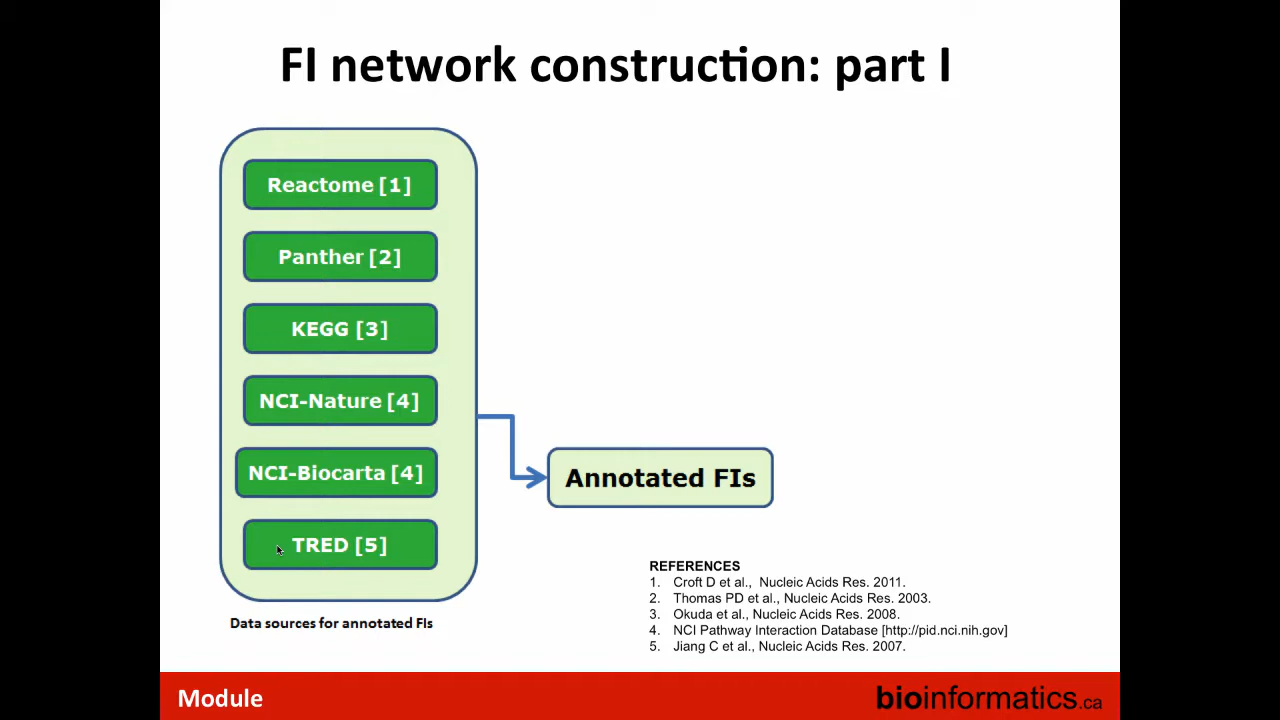 FI network construction: part I
Reactome [1]
Panther [2]
KEGG [3]
NCI-Nature [4]
NCI-Biocarta [4]
TRED [5]
Data sources for annotated FIs
Annotated FIs
REFERENCES
1. Croft D et al., Nucleic Acids Res. 2011.
2. Thomas PD et al., Nucleic Acids Res. 2003.
3. Okuda et al., Nucleic Acids Res. 2008.
4. NCI Pathway Interaction Database [http://pid.nci.nih.gov]
5. Jiang C et al., Nucleic Acids Res. 2007.
Module
bioinformatics.ca